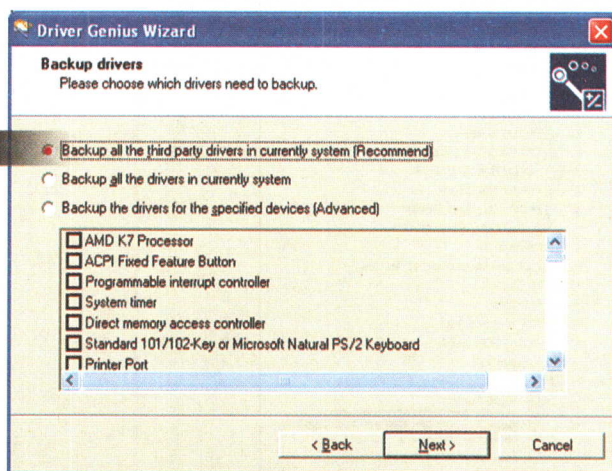 Driver Genius Wizard
Backup drivers
Please choose which drivers need to backup.
Backup all the third party drivers in currently system (Recommend)
Backup all the drivers in currently system
Backup the drivers for the specified devices (Advanced)
AMD K7 Processor
ACPI Fixed Feature Button
Programmable interrupt controller
System timer
Direct memory access controller
Standard 101/102-Key or Microsoft Natural PS/2 Keyboard
Printer Port
< Back
Next >
Cancel